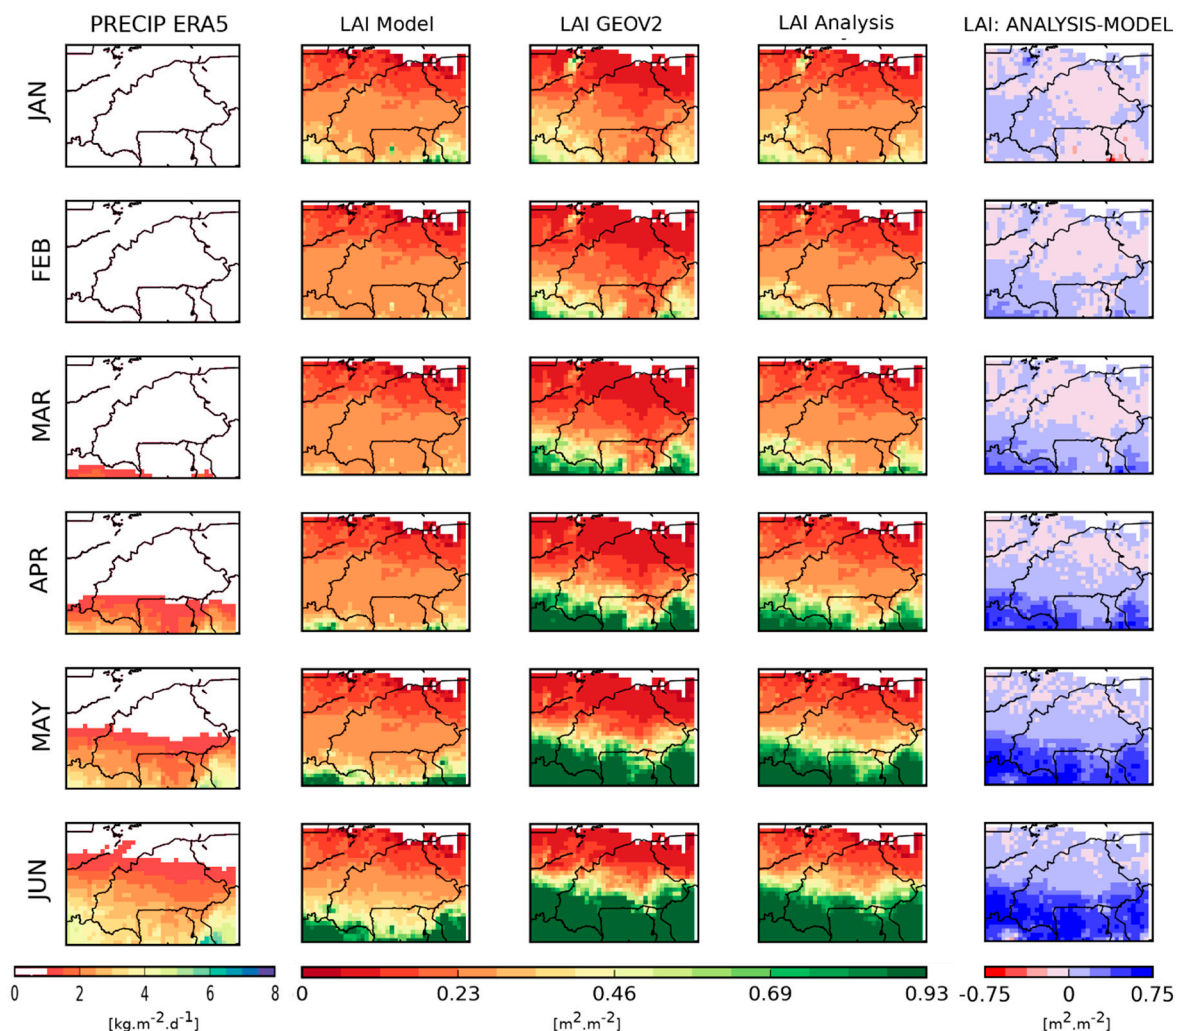 PRECIP ERA5 LAI Model LAI GEOV2 LAI Analysis LAI: ANALYSIS-MODEL
JAN
FEB
MAR
APR
MAY
JUN
0 2 4 6 8 0 0.23 0.46 0.69 0.93 -0.75 0 0.75
[kg.m⁻².d⁻¹] [m².m⁻²] [m².m⁻²]